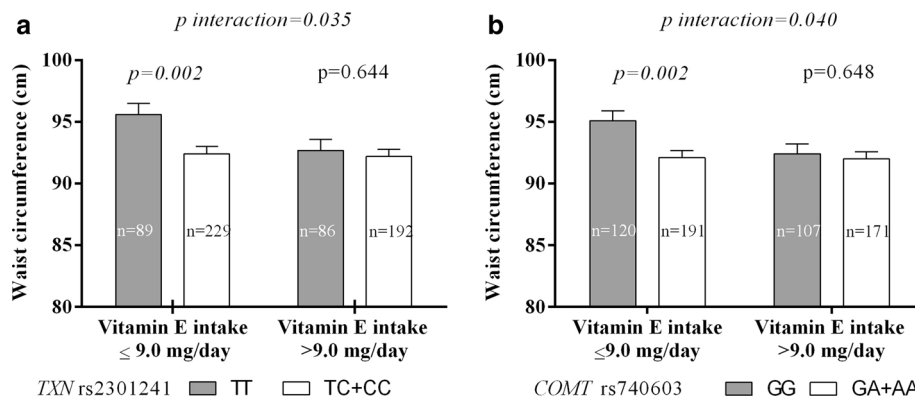 a
p interaction=0.035
100
95
90
85
80
Waist circumference (cm)
p=0.002
p=0.644
n=89
n=229
n=86
n=192
Vitamin E intake
≤ 9.0 mg/day
Vitamin E intake
>9.0 mg/day
TXN rs2301241
TT
TC+CC
b
p interaction=0.040
100
95
90
85
80
Waist circumference (cm)
p=0.002
p=0.648
n=120
n=191
n=107
n=171
Vitamin E intake
≤9.0 mg/day
Vitamin E intake
>9.0 mg/day
COMT rs740603
GG
GA+AA